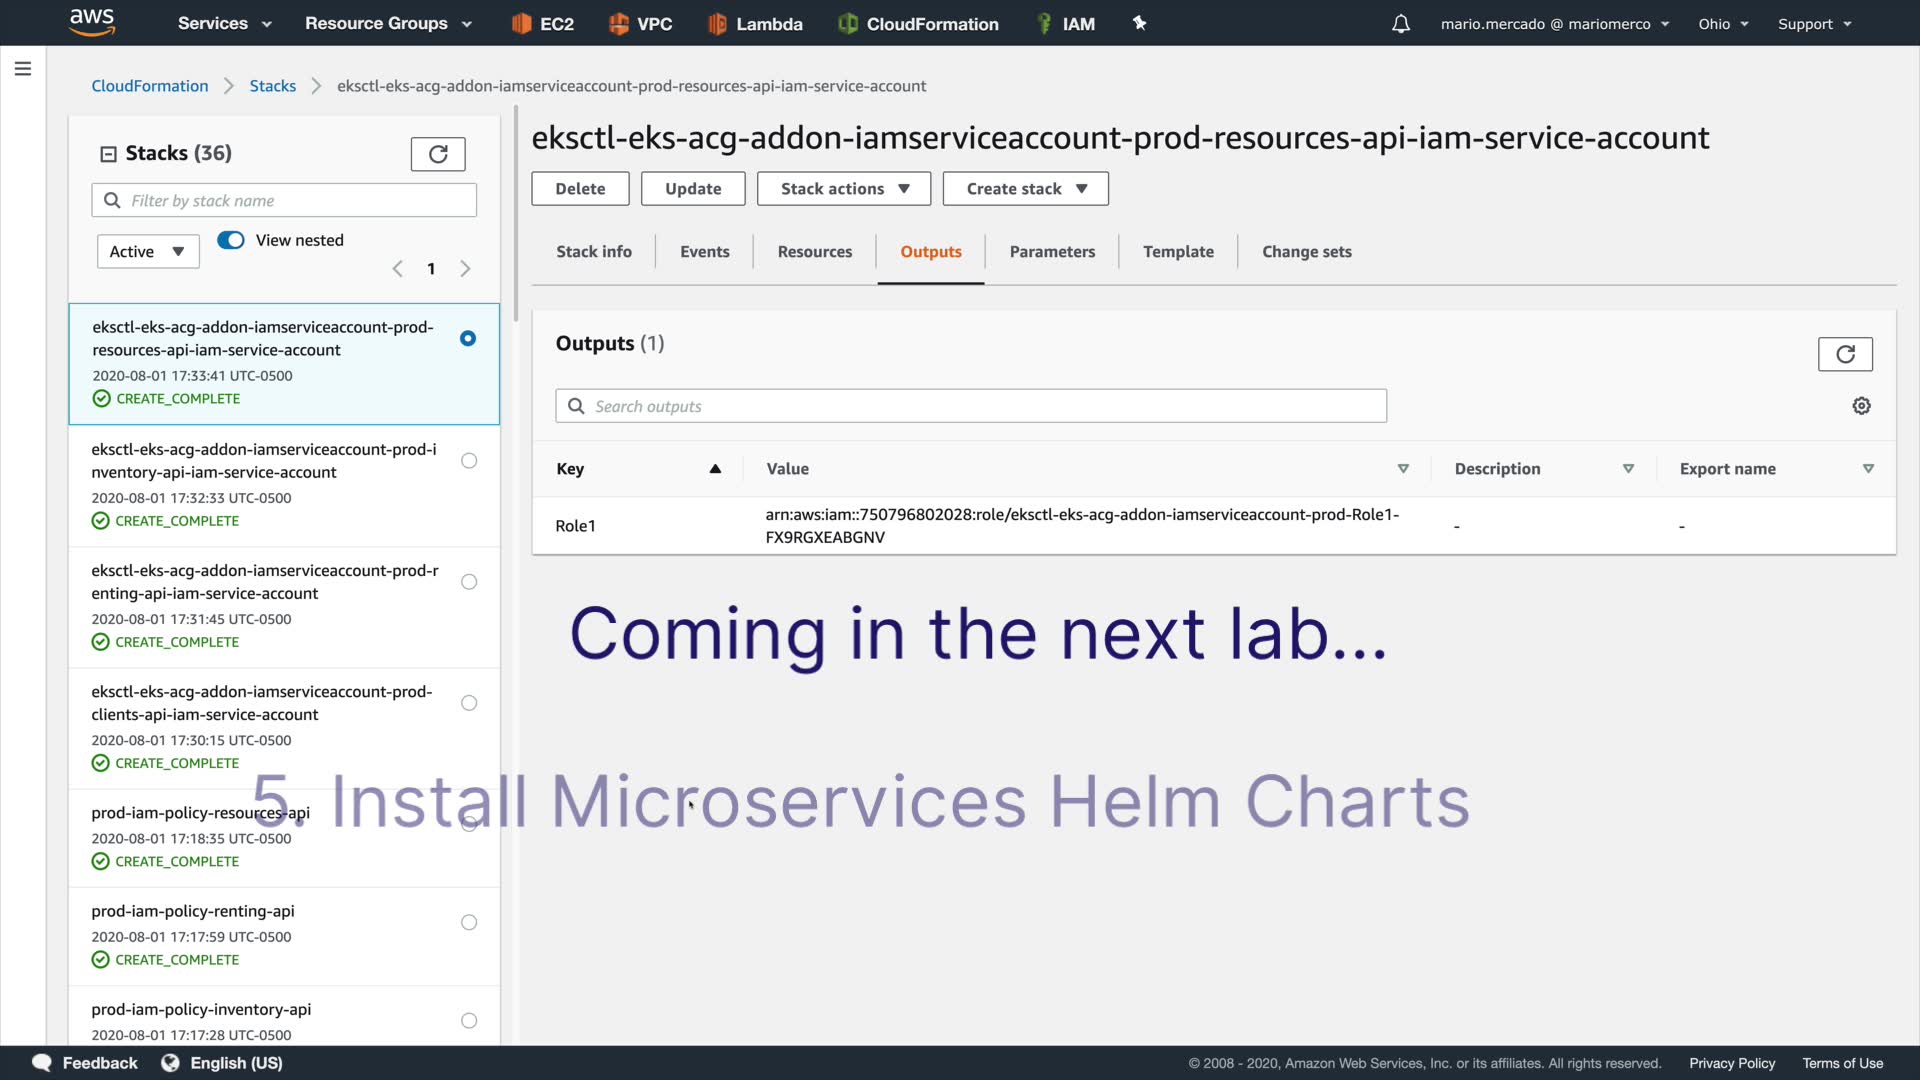 aws
Services
Resource Groups
EC2
VPC
Lambda
CloudFormation
IAM
mario.mercado @ mariomerco
Ohio
Support
CloudFormation
Stacks
eksctl-eks-acg-addon-iamserviceaccount-prod-resources-api-iam-service-account
Stacks (36)
Filter by stack name
Active
View nested
1
eksctl-eks-acg-addon-iamserviceaccount-prod-
resources-api-iam-service-account
2020-08-01 17:33:41 UTC-0500
CREATE_COMPLETE
eksctl-eks-acg-addon-iamserviceaccount-prod-i
nventory-api-iam-service-account
2020-08-01 17:32:33 UTC-0500
CREATE_COMPLETE
eksctl-eks-acg-addon-iamserviceaccount-prod-r
enting-api-iam-service-account
2020-08-01 17:31:45 UTC-0500
CREATE_COMPLETE
eksctl-eks-acg-addon-iamserviceaccount-prod-
clients-api-iam-service-account
2020-08-01 17:30:15 UTC-0500
CREATE_COMPLETE
prod-iam-policy-resources-api
2020-08-01 17:18:35 UTC-0500
CREATE_COMPLETE
prod-iam-policy-renting-api
2020-08-01 17:17:59 UTC-0500
CREATE_COMPLETE
prod-iam-policy-inventory-api
2020-08-01 17:17:28 UTC-0500
eksctl-eks-acg-addon-iamserviceaccount-prod-resources-api-iam-service-account
Delete
Update
Stack actions
Create stack
Stack info
Events
Resources
Outputs
Parameters
Template
Change sets
Outputs (1)
Search outputs
Key
Value
Description
Export name
Role1
arn:aws:iam::750796802028:role/eksctl-eks-acg-addon-iamserviceaccount-prod-Role1-
FX9RGXEABGNV
-
-
Coming in the next lab...
5. Install Microservices Helm Charts
Feedback
English (US)
© 2008 - 2020, Amazon Web Services, Inc. or its affiliates. All rights reserved.
Privacy Policy
Terms of Use